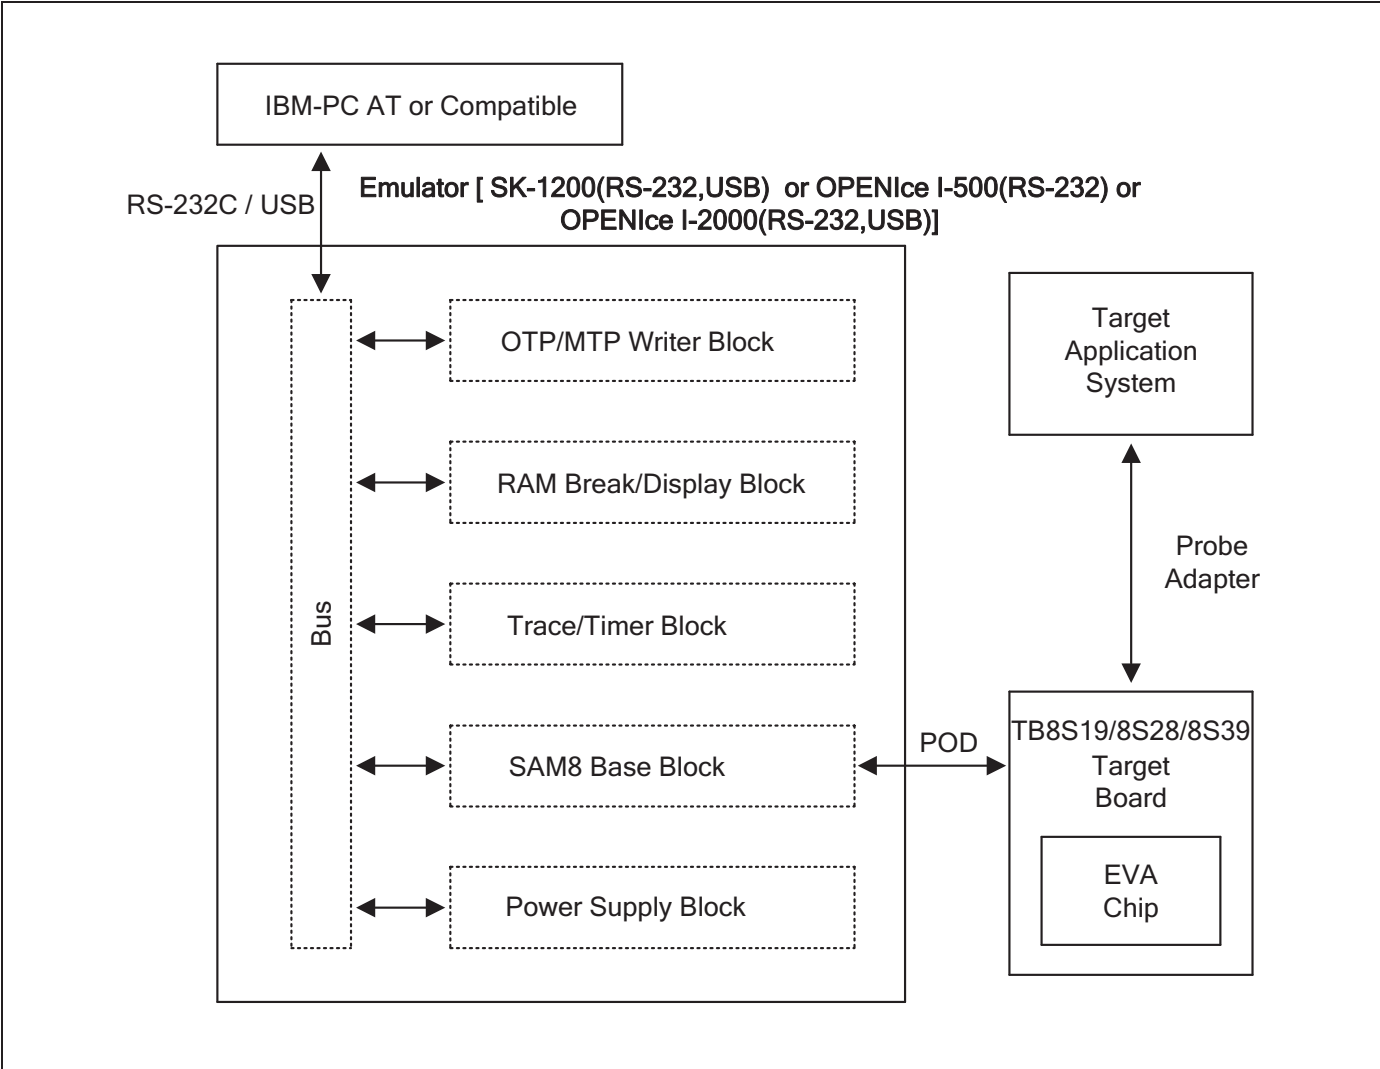 IBM-PC AT or Compatible
RS-232C / USB
Emulator [ SK-1200(RS-232,USB) or OPENIce I-500(RS-232) or
OPENIce I-2000(RS-232,USB)]
Bus
OTP/MTP Writer Block
RAM Break/Display Block
Trace/Timer Block
SAM8 Base Block
Power Supply Block
POD
Target
Application
System
Probe
Adapter
TB8S19/8S28/8S39
Target
Board
EVA
Chip